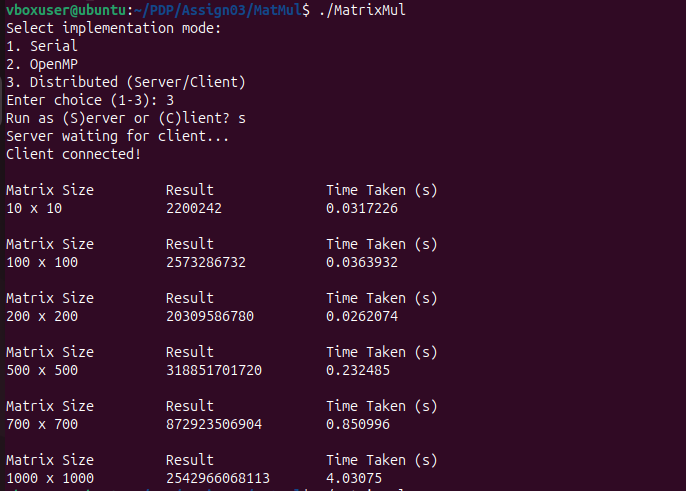 vboxuser@ubuntu:~/PDP/Assign03/MatMul$ ./MatrixMul
Select implementation mode:
1. Serial
2. OpenMP
3. Distributed (Server/Client)
Enter choice (1-3): 3
Run as (S)erver or (C)lient? s
Server waiting for client...
Client connected!
Matrix Size Result Time Taken (s)
10 x 10 2200242 0.0317226
Matrix Size Result Time Taken (s)
100 x 100 2573286732 0.0363932
Matrix Size Result Time Taken (s)
200 x 200 20309586780 0.0262074
Matrix Size Result Time Taken (s)
500 x 500 318851701720 0.232485
Matrix Size Result Time Taken (s)
700 x 700 872923506904 0.850996
Matrix Size Result Time Taken (s)
1000 x 1000 2542966068113 4.03075